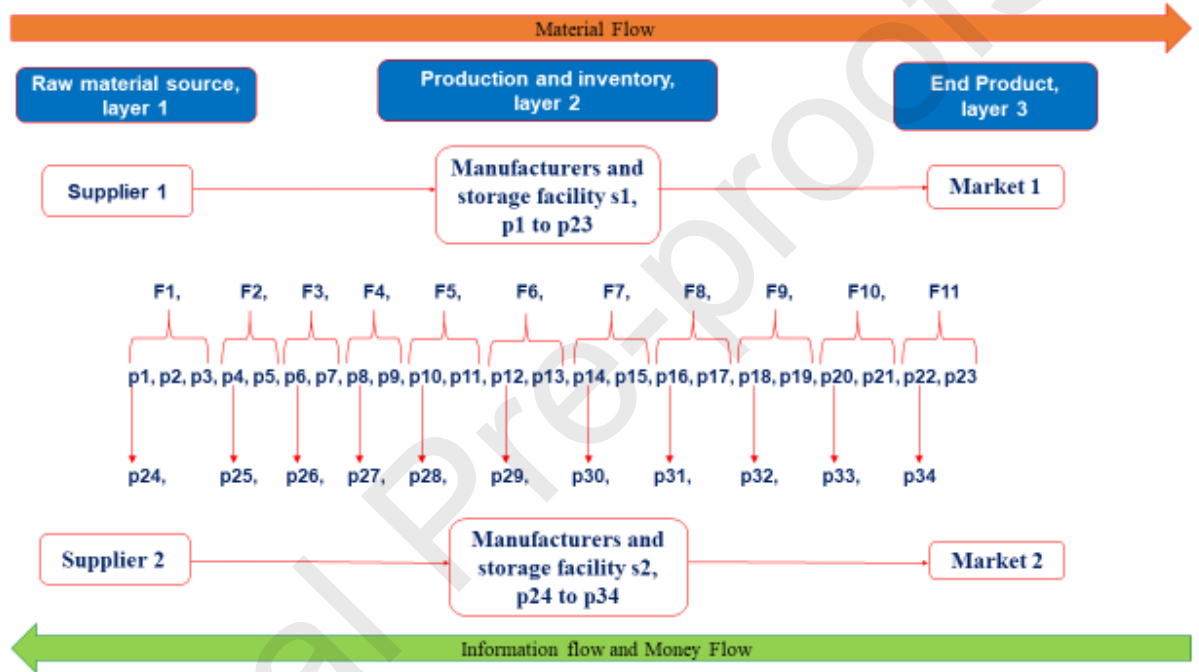 Material Flow
Raw material source,
layer 1
Production and inventory,
layer 2
End Product,
layer 3
Supplier 1
Manufacturers and
storage facility s1,
p1 to p23
Market 1
F1, F2, F3, F4, F5, F6, F7, F8, F9, F10, F11
p1, p2, p3, p4, p5, p6, p7, p8, p9, p10, p11, p12, p13, p14, p15, p16, p17, p18, p19, p20, p21, p22, p23
p24, p25, p26, p27, p28, p29, p30, p31, p32, p33, p34
Supplier 2
Manufacturers and
storage facility s2,
p24 to p34
Market 2
Information flow and Money Flow
al Pre-proofs